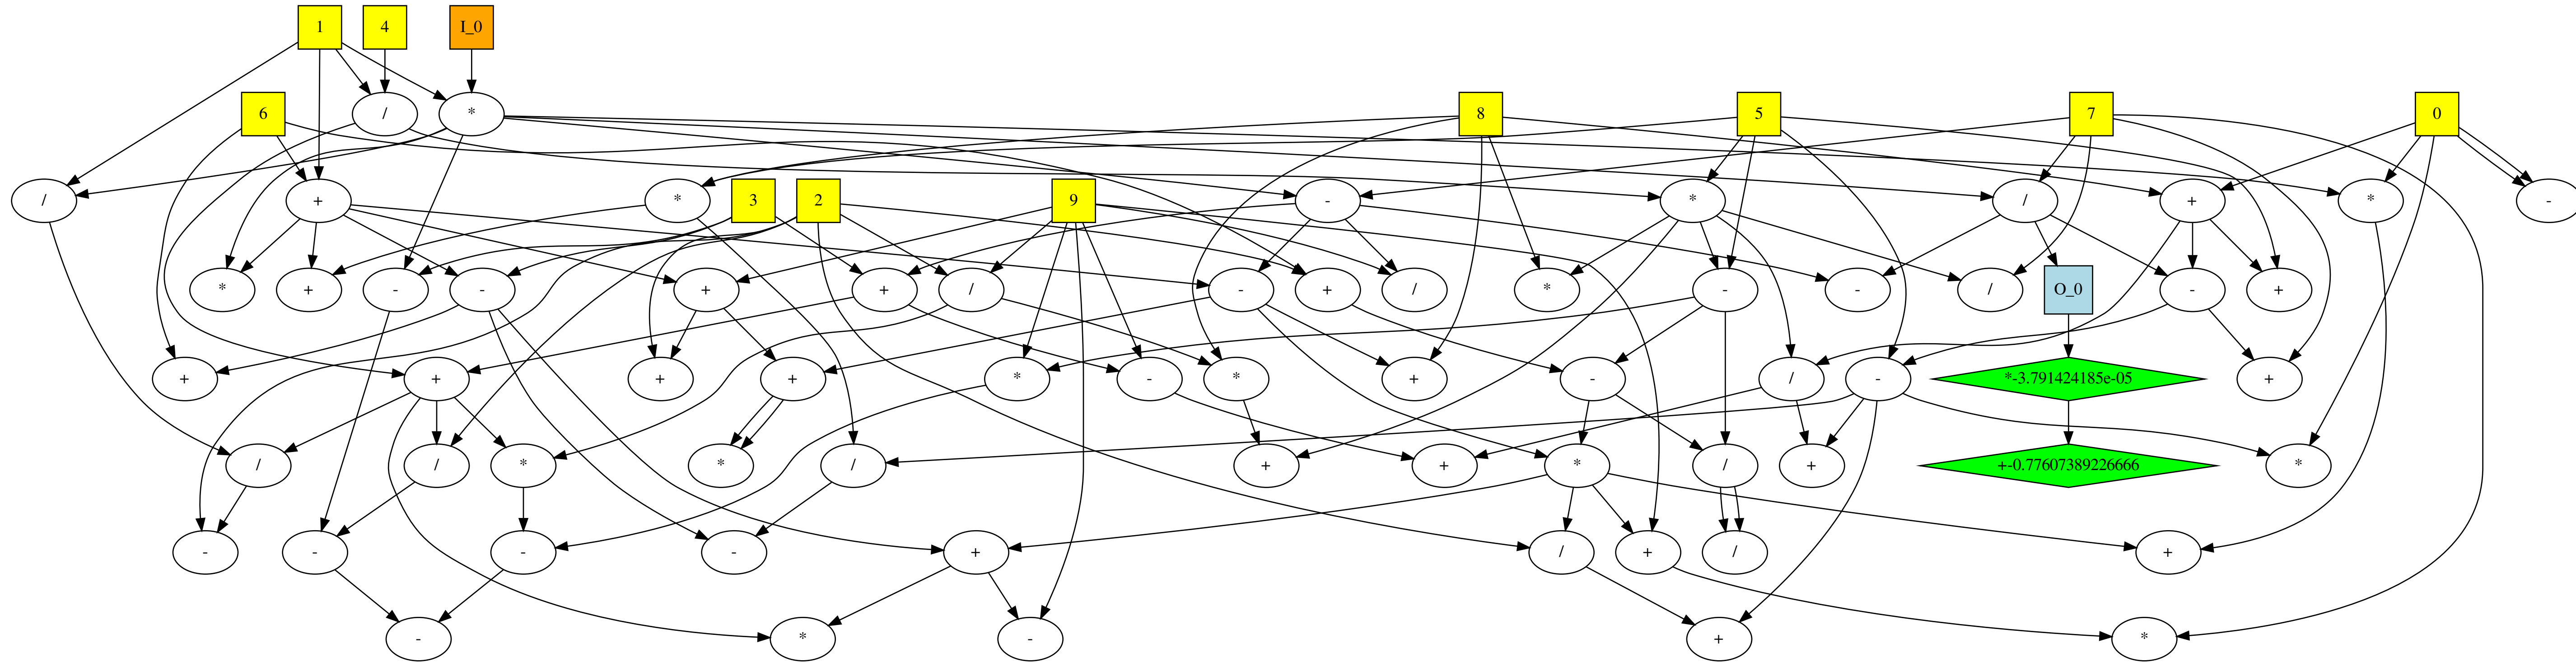 1 4 I_0
6 / * 8 5 7 0
/ + * 3 2 9 - * / + * -
* + - - + + / - + / * - - / O_0 - +
+ + / + + * - * + - / - *-3.791424185e-05 +
/ / * * / + + * / + +-0.77607389226666 *
- - - - + / + / +
- * - + *